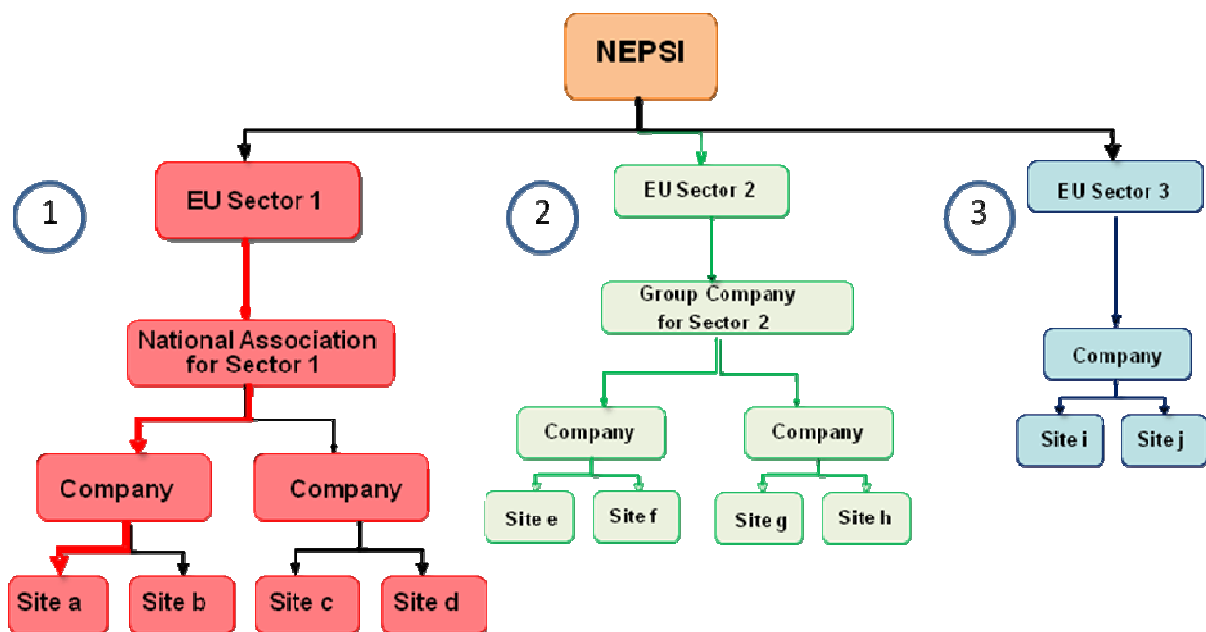 NEPSI
1
EU Sector 1
2
EU Sector 2
3
EU Sector 3
National Association
for Sector 1
Group Company
for Sector 2
Company
Company
Company
Company
Company
Site a
Site b
Site c
Site d
Site e
Site f
Site g
Site h
Site i
Site j